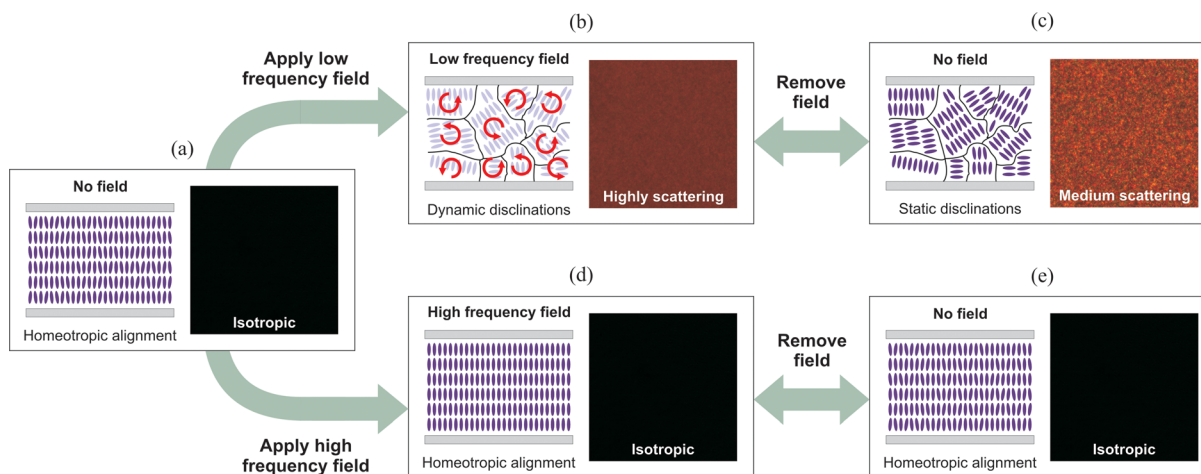 (a)
No field
Isotropic
Homeotropic alignment
Apply low
frequency field
(b)
Low frequency field
Highly scattering
Dynamic disclinations
Remove
field
(c)
No field
Medium scattering
Static disclinations
Apply high
frequency field
(d)
High frequency field
Isotropic
Homeotropic alignment
Remove
field
(e)
No field
Isotropic
Homeotropic alignment